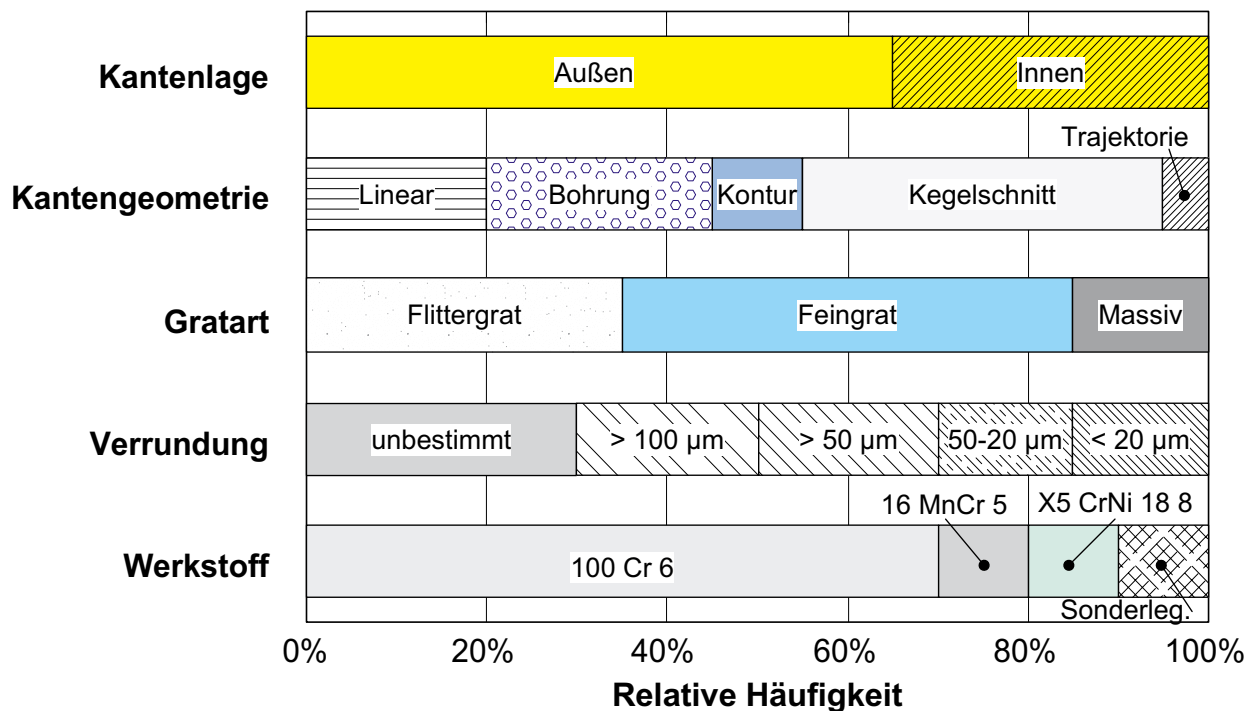 Kantenlage
Außen
Innen
Trajektorie
Kantengeometrie
Linear
Bohrung
Kontur
Kegelschnitt
Gratart
Flittergrat
Feingrat
Massiv
Verrundung
unbestimmt
> 100 µm
> 50 µm
50-20 µm
< 20 µm
16 MnCr 5
X5 CrNi 18 8
Werkstoff
100 Cr 6
Sonderleg.
0%
20%
40%
60%
80%
100%
Relative Häufigkeit